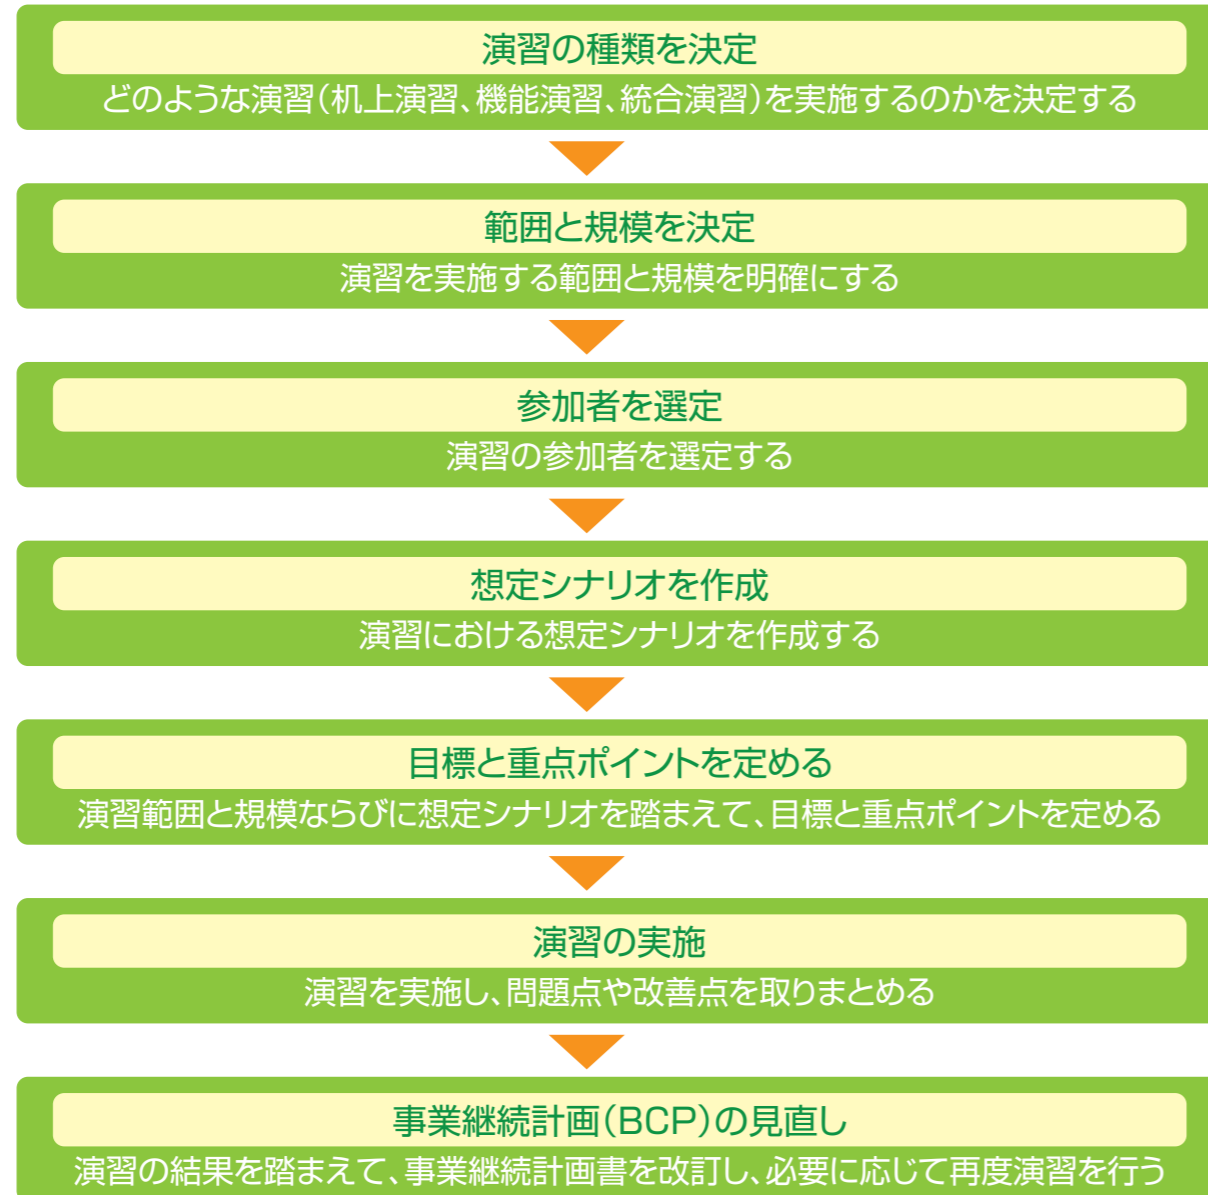 演習の種類を決定
どのような演習(机上演習、機能演習、統合演習)を実施するのかを決定する
範囲と規模を決定
演習を実施する範囲と規模を明確にする
参加者を選定
演習の参加者を選定する
想定シナリオを作成
演習における想定シナリオを作成する
目標と重点ポイントを定める
演習範囲と規模ならびに想定シナリオを踏まえて、目標と重点ポイントを定める
演習の実施
演習を実施し、問題点や改善点を取りまとめる
事業継続計画(BCP)の見直し
演習の結果を踏まえて、事業継続計画書を改訂し、必要に応じて再度演習を行う